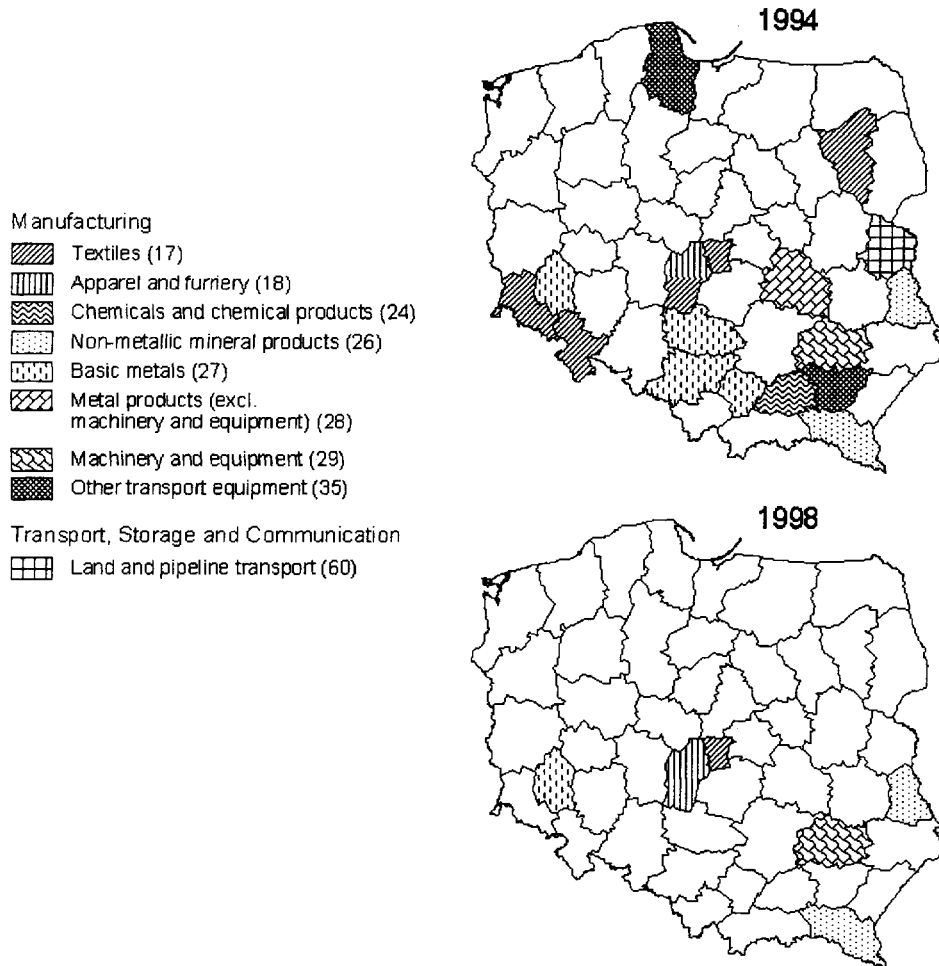 1994
Manufacturing
Textiles (17)
Apparel and furriery (18)
Chemicals and chemical products (24)
Non-metallic mineral products (26)
Basic metals (27)
Metal products (excl.
machinery and equipment) (28)
Machinery and equipment (29)
Other transport equipment (35)
Transport, Storage and Communication
Land and pipeline transport (60)
1998